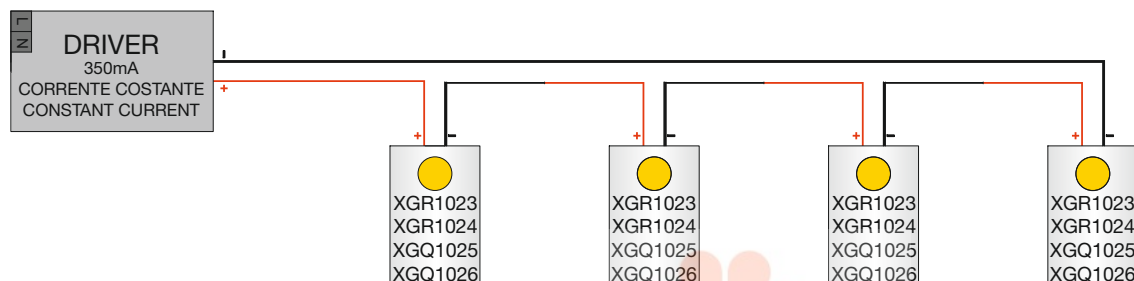 L
N
DRIVER
350mA
CORRENTE COSTANTE
CONSTANT CURRENT
-
+
+ -
+ -
+ -
+ -
XGR1023
XGR1024
XGQ1025
XGQ1026
XGR1023
XGR1024
XGQ1025
XGQ1026
XGR1023
XGR1024
XGQ1025
XGQ1026
XGR1023
XGR1024
XGQ1025
XGQ1026